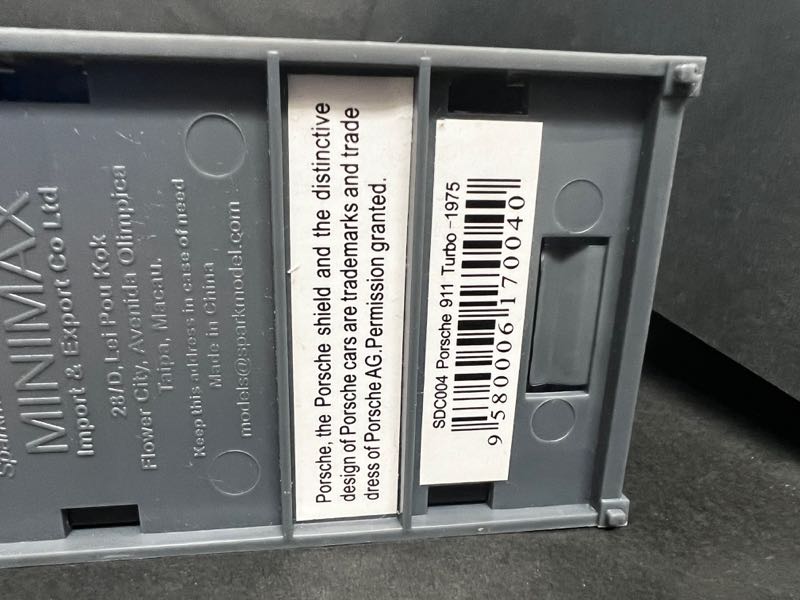 MINIMAX
Import & Export Co Ltd
28/D, Lei Pou Kok
Flower City, Avenida Olimpica
Taipa, Macau.
Keep this address in case of need
Made in China
models@sparkmodel.com
Porsche, the Porsche shield and the distinctive
design of Porsche cars are trademarks and trade
dress of Porsche AG.Permission granted.
SDC004 Porsche 911 Turbo -1975
9 580006 170040